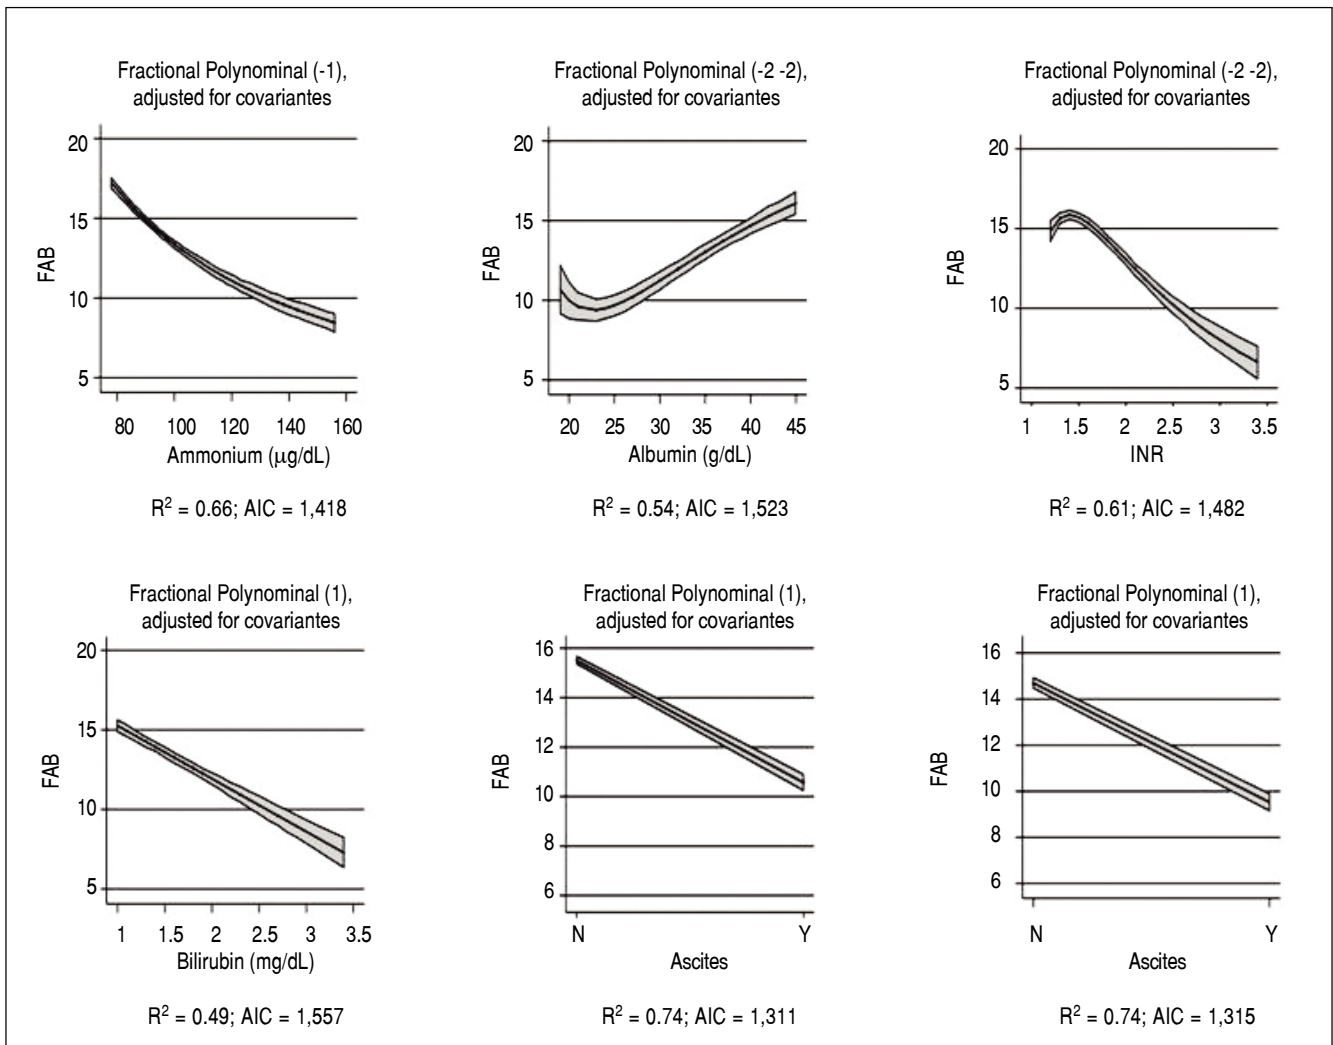 Fractional Polynominal (-1),
adjusted for covariantes
20
15
10
5
FAB
80 100 120 140 160
Ammonium (µg/dL)
R² = 0.66; AIC = 1,418
Fractional Polynominal (-2 -2),
adjusted for covariantes
20
15
10
5
FAB
20 25 30 35 40 45
Albumin (g/dL)
R² = 0.54; AIC = 1,523
Fractional Polynominal (-2 -2),
adjusted for covariantes
20
15
10
5
FAB
1 1.5 2 2.5 3 3.5
INR
R² = 0.61; AIC = 1,482
Fractional Polynominal (1),
adjusted for covariantes
20
15
10
5
FAB
1 1.5 2 2.5 3 3.5
Bilirubin (mg/dL)
R² = 0.49; AIC = 1,557
Fractional Polynominal (1),
adjusted for covariantes
16
14
12
10
8
6
FAB
N Y
Ascites
R² = 0.74; AIC = 1,311
Fractional Polynominal (1),
adjusted for covariantes
16
14
12
10
8
6
FAB
N Y
Ascites
R² = 0.74; AIC = 1,315